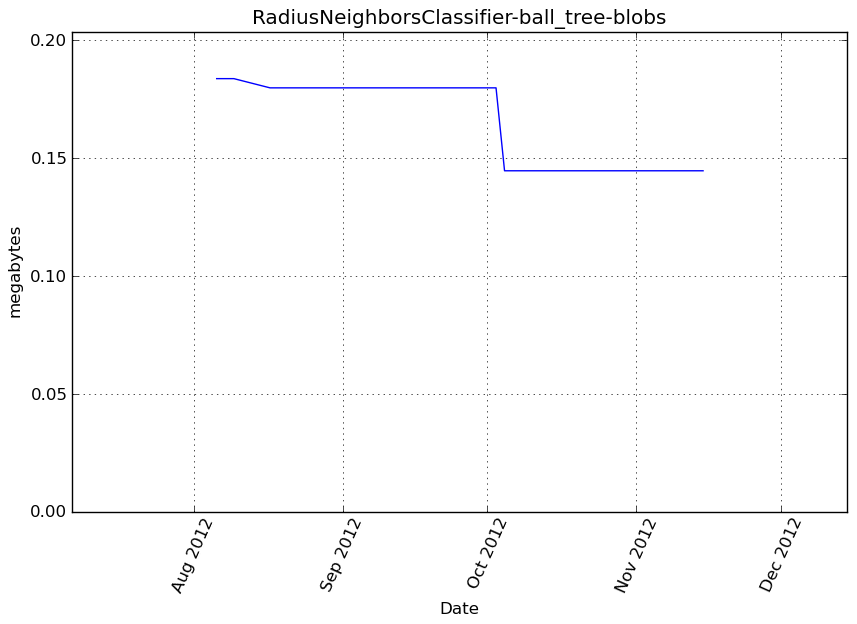 RadiusNeighborsClassifier-ball_tree-blobs
0.20
0.15
0.10
0.05
0.00
megabytes
Aug 2012
Sep 2012
Oct 2012
Nov 2012
Dec 2012
Date